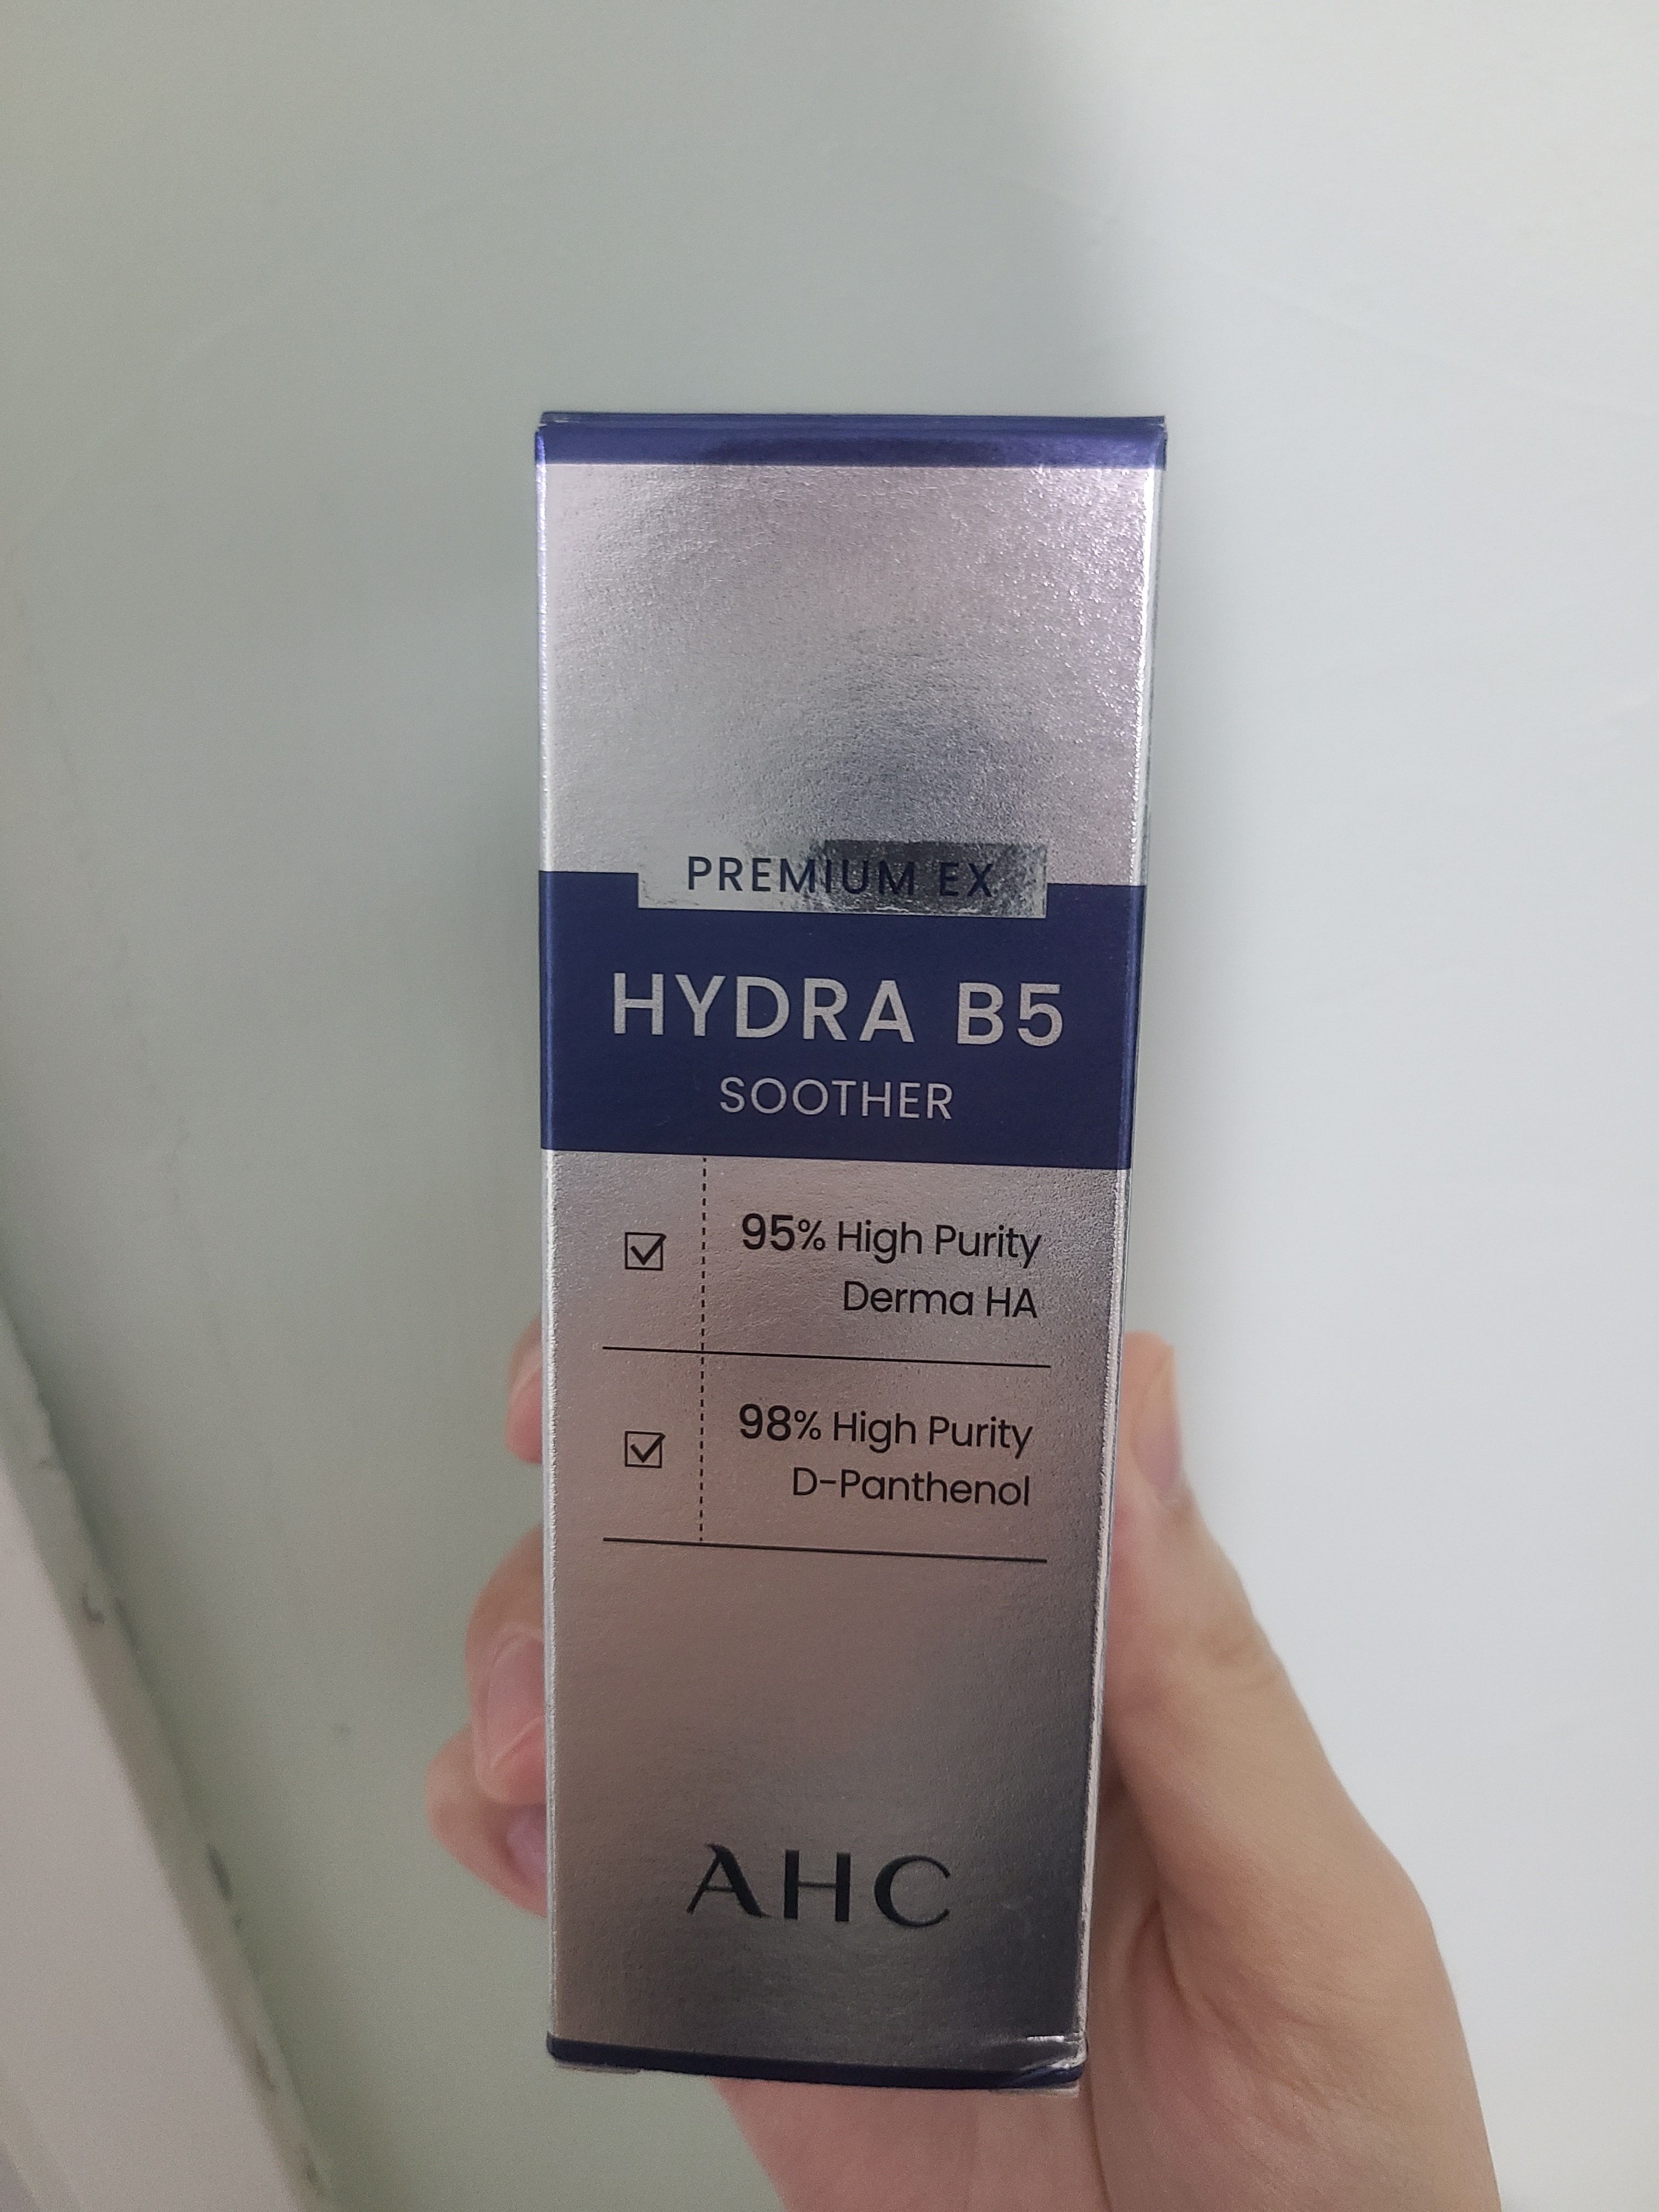 PREMIUM EX
HYDRA B5
SOOTHER
95% High Purity
Derma HA
98% High Purity
D-Panthenol
AHC